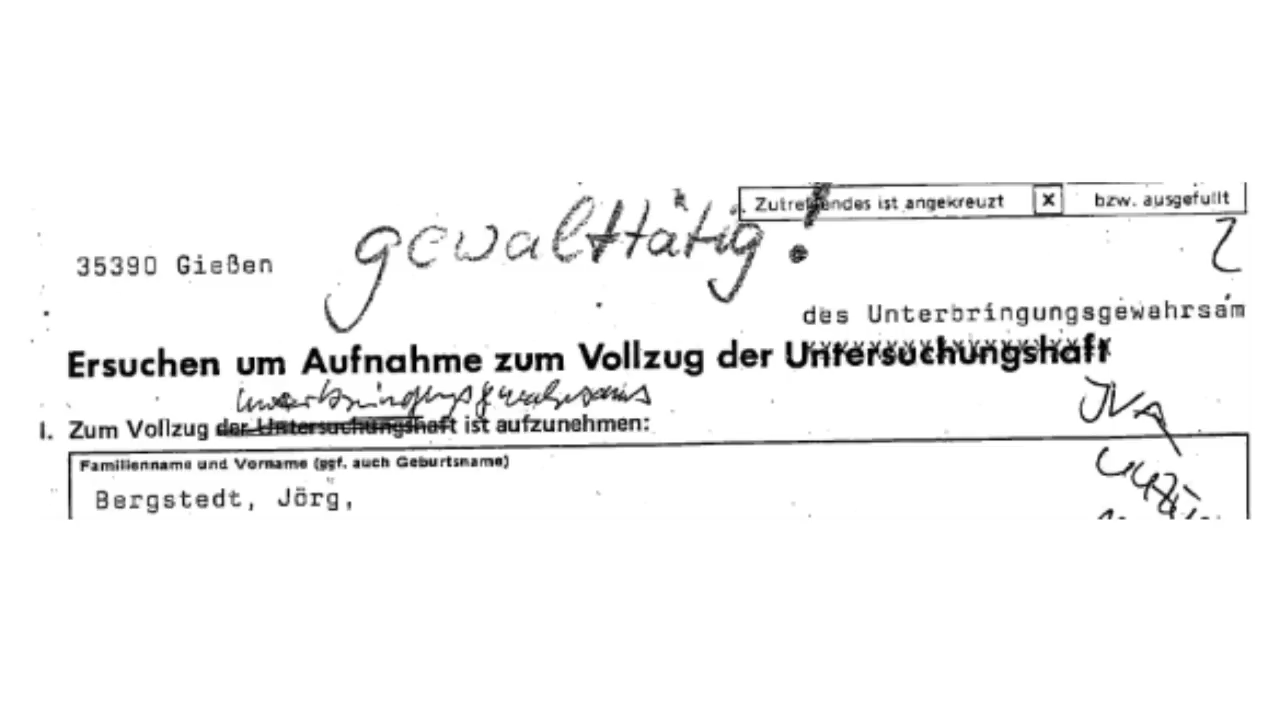 Zutreffendes ist angekreuzt x bzw. ausgefüllt
gewalttätig!
35390 Gießen
des Unterbringungsgewahrsam
Ersuchen um Aufnahme zum Vollzug der Untersuchungshaft
Unterbringungsgewahrsams
I. Zum Vollzug der Untersuchungshaft ist aufzunehmen:
JVA
Familienname und Vorname (ggf. auch Geburtsname)
Bergstedt, Jörg,